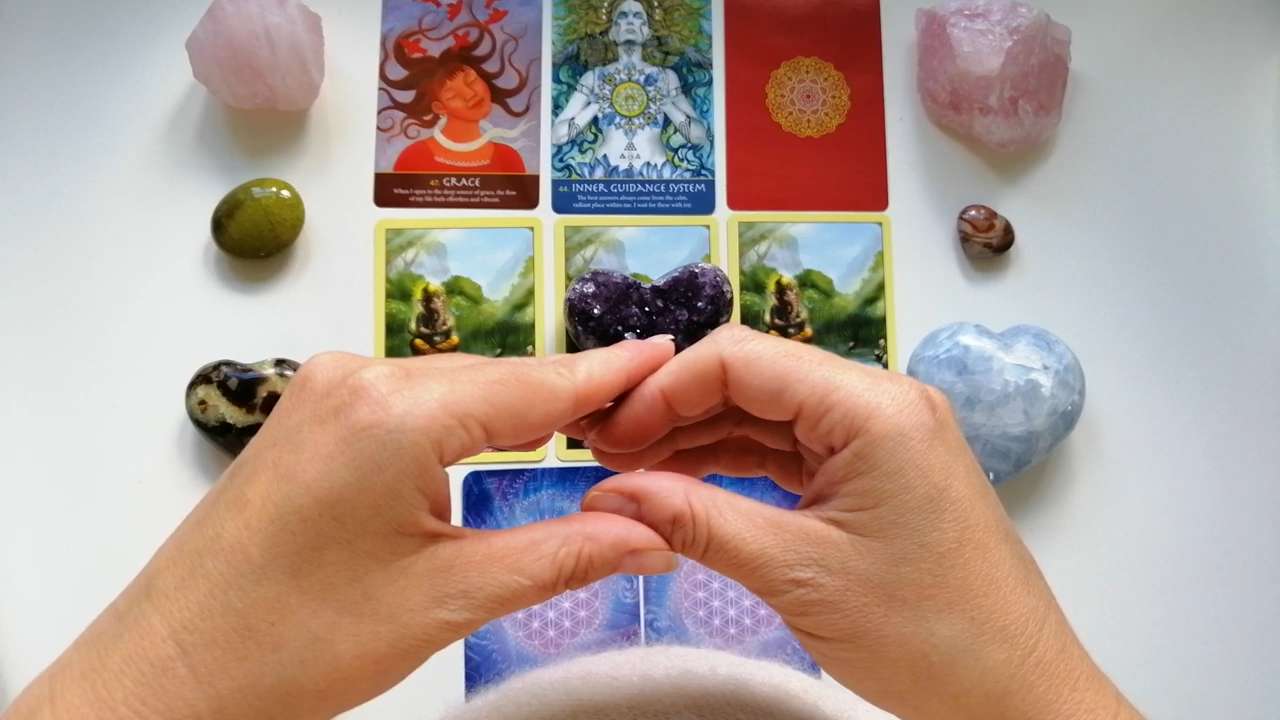 47. GRACE
When I open to the deep source of grace, the flow
of my life feels effortless and vibrant.
44. INNER GUIDANCE SYSTEM
The best answers always come from the calm,
radiant place within me. I wait for these with joy.